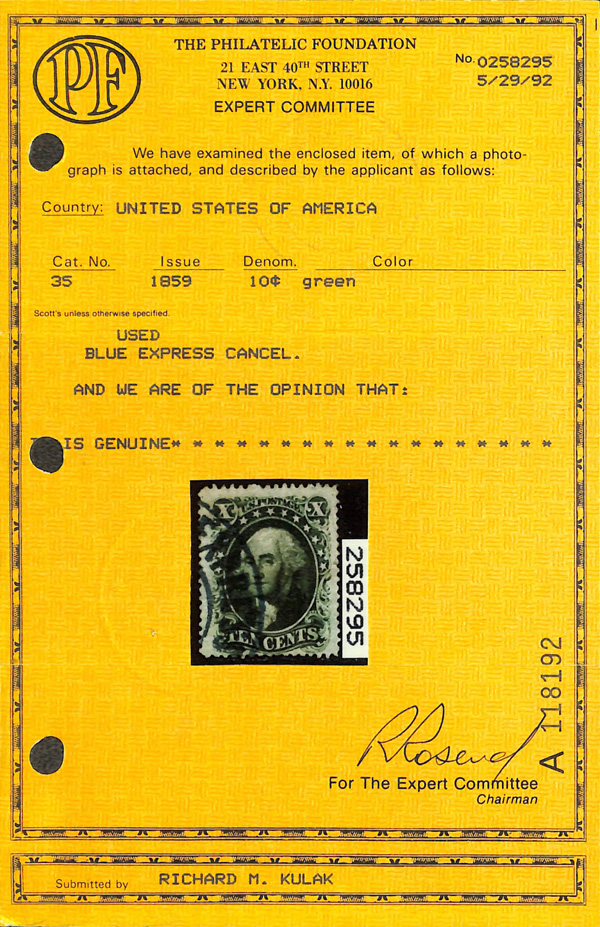 PF
THE PHILATELIC FOUNDATION
21 EAST 40TH STREET
NEW YORK, N.Y. 10016
EXPERT COMMITTEE
No. 0258295
5/29/92
We have examined the enclosed item, of which a photo-
graph is attached, and described by the applicant as follows:
Country: UNITED STATES OF AMERICA
Cat. No. Issue Denom. Color
35 1859 10¢ green
Scott's unless otherwise specified.
USED
BLUE EXPRESS CANCEL.
AND WE ARE OF THE OPINION THAT:
IS GENUINE* * * * * * * * * * * * * * * * * *
X U.S. POSTAGE X
TEN CENTS
258295
A 118192
R Rosend
For The Expert Committee
Chairman
Submitted by RICHARD M. KULAK